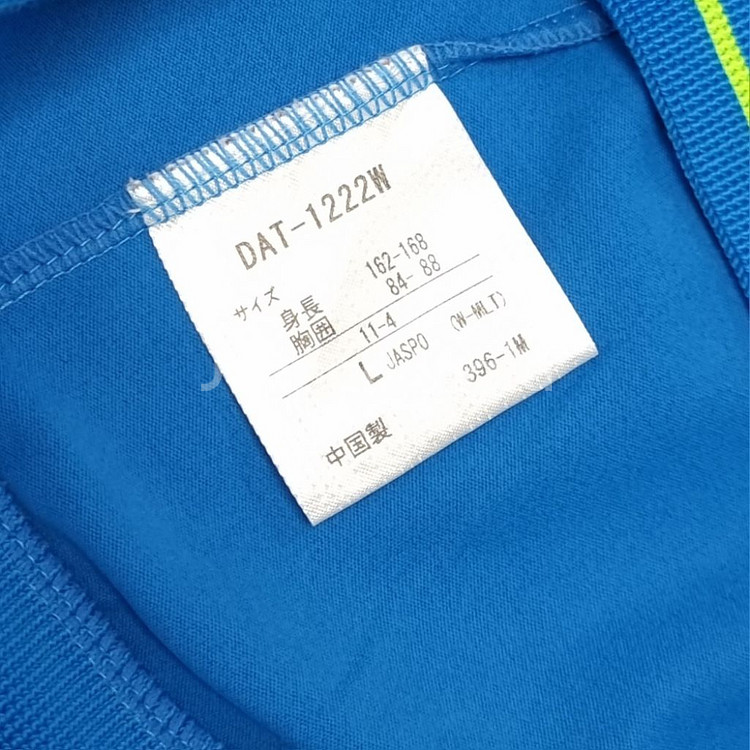 DAT-1222W
サイズ
身長 162-168
胸囲 84- 88
11-4
L JASPO (W-MLT)
396-1M
中国製